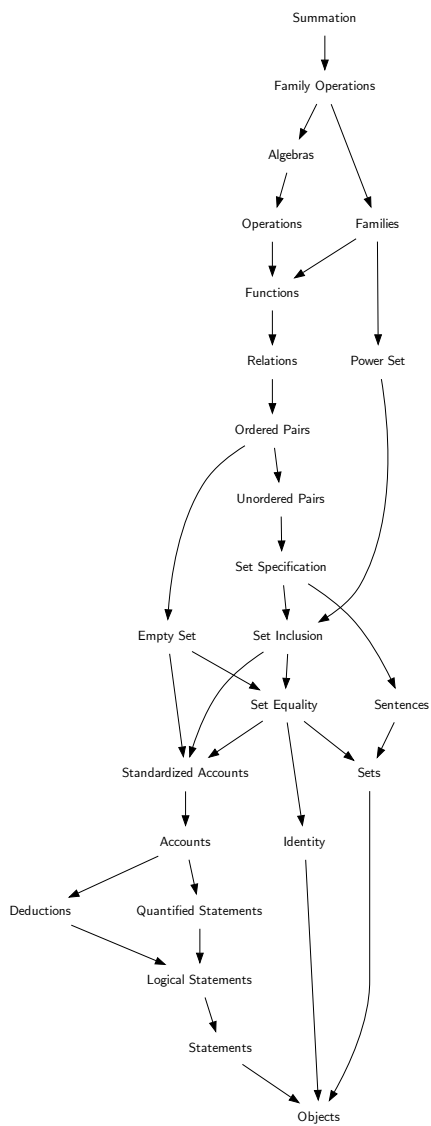 Summation
Family Operations
Algebras
Operations
Families
Functions
Relations
Power Set
Ordered Pairs
Unordered Pairs
Set Specification
Empty Set
Set Inclusion
Set Equality
Sentences
Standardized Accounts
Sets
Accounts
Identity
Deductions
Quantified Statements
Logical Statements
Statements
Objects